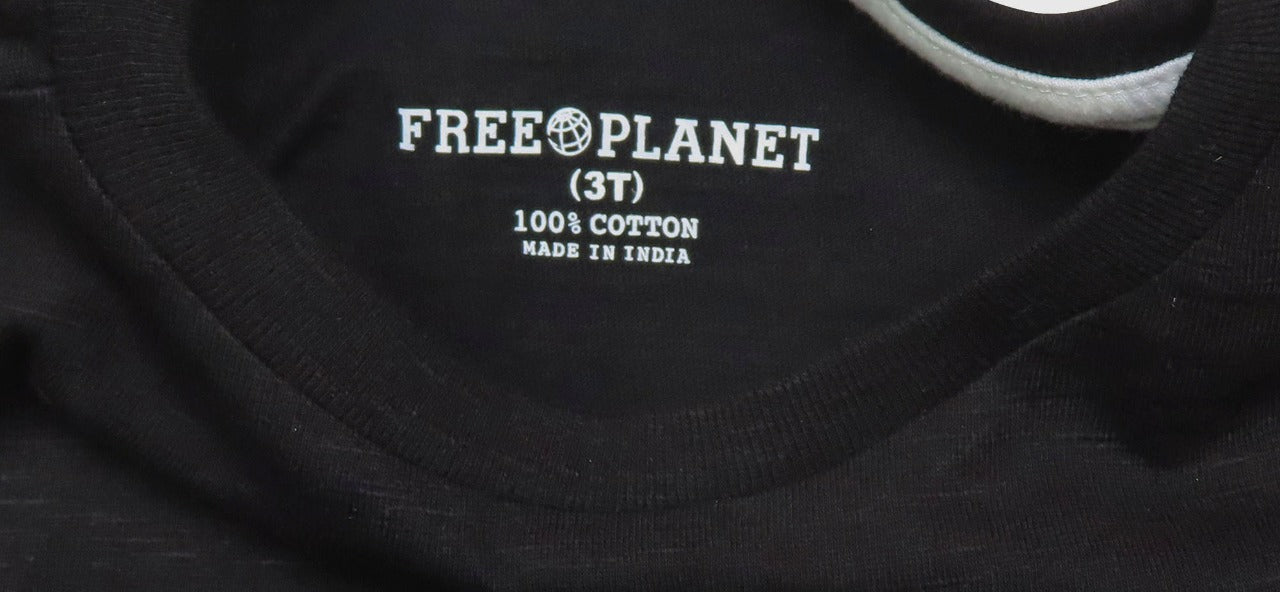 FREE PLANET
(3T)
100% COTTON
MADE IN INDIA